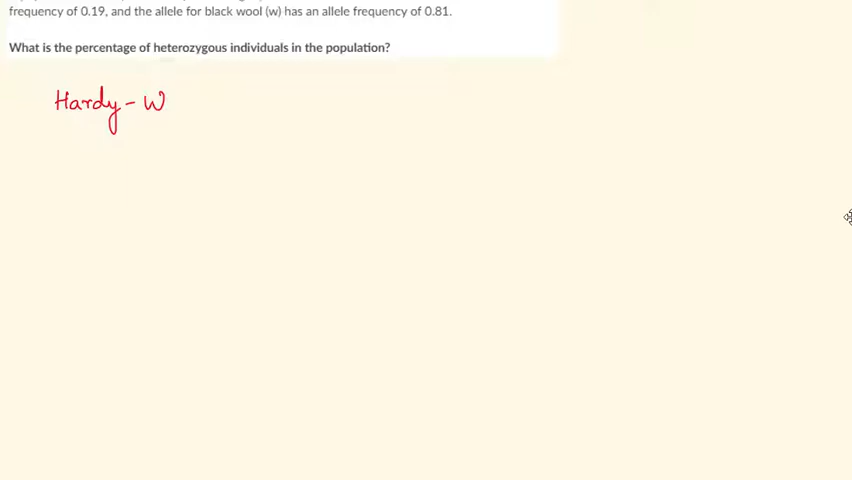 frequency of 0.19, and the allele for black wool (w) has an allele frequency of 0.81.
What is the percentage of heterozygous individuals in the population?
Hardy - W